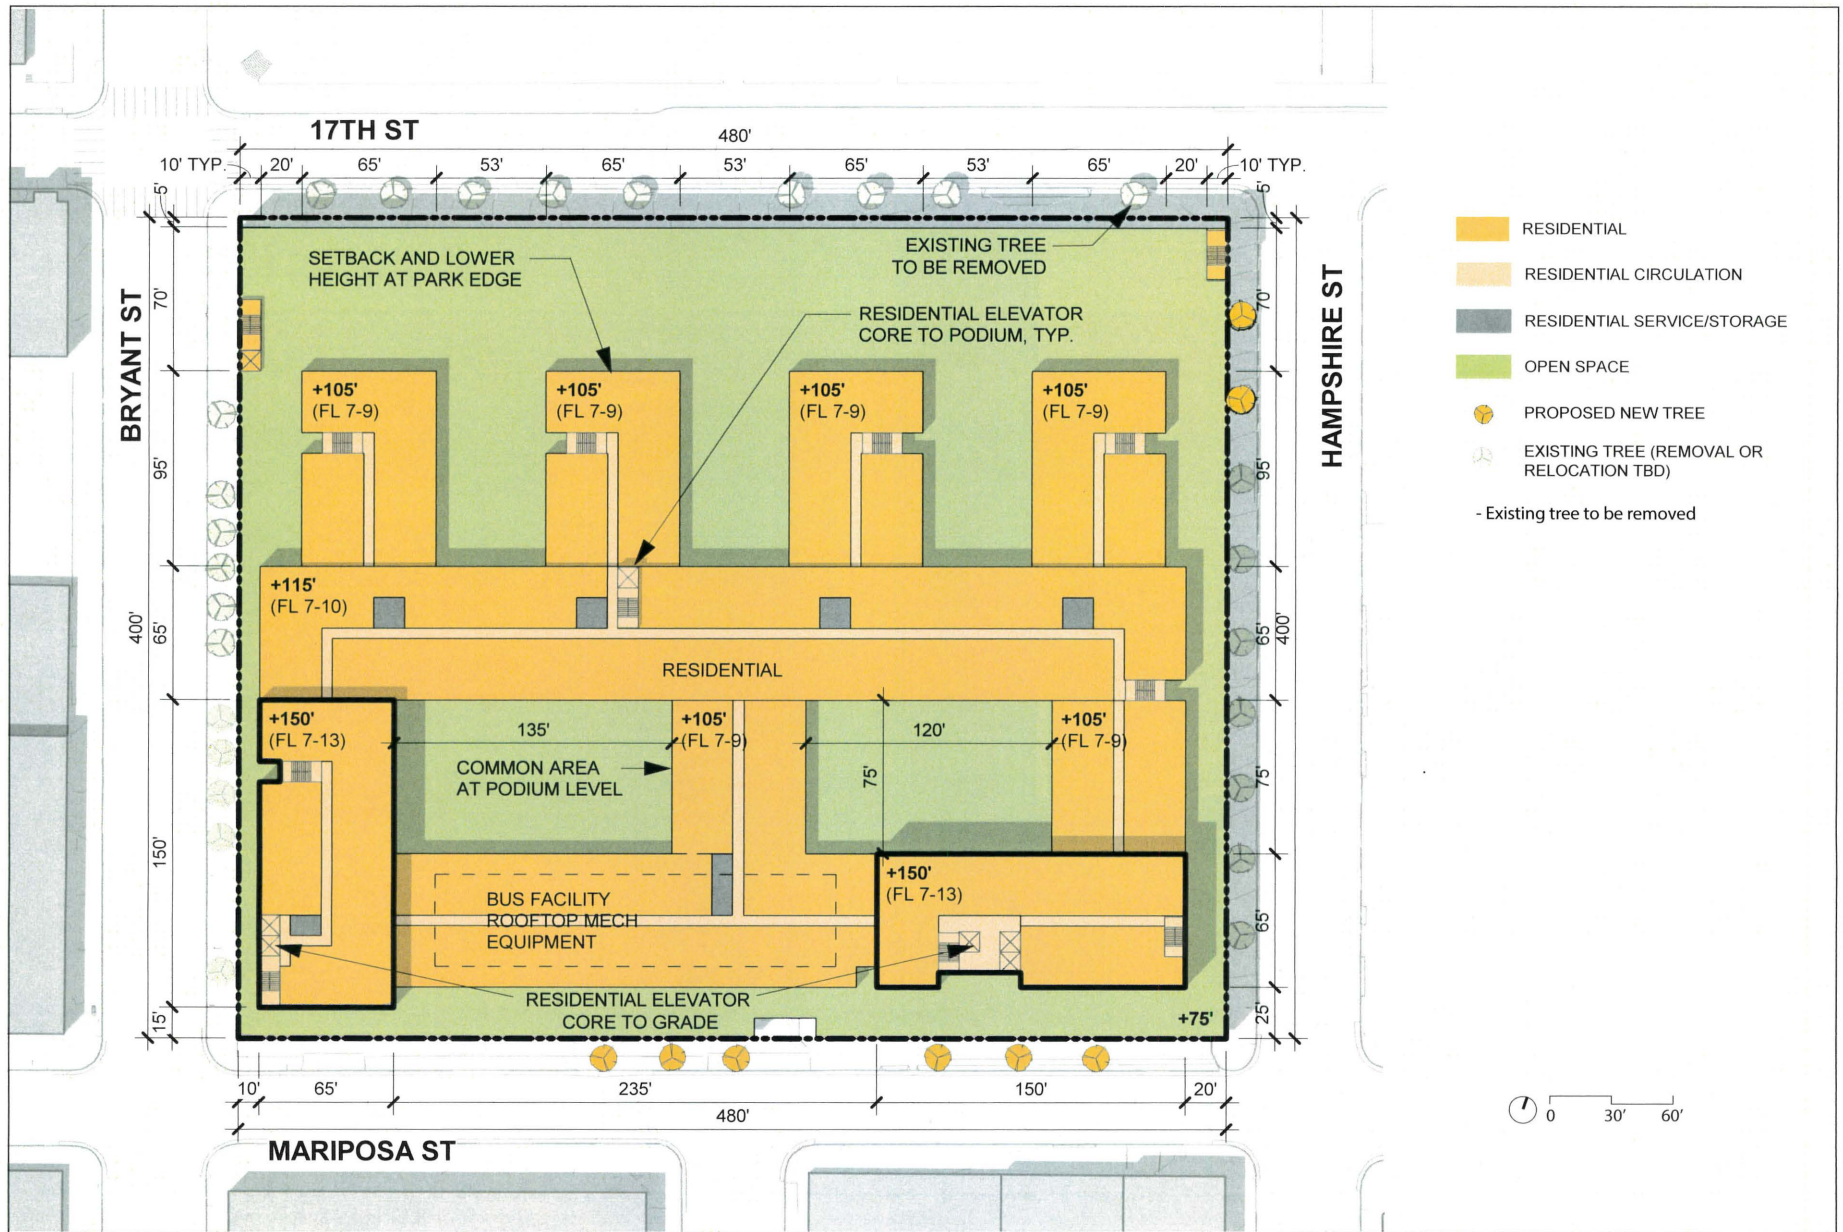 17TH ST
480'
10' TYP.
20'
65'
53'
65'
53'
65'
53'
65'
20'
10' TYP.
5'
5'
SETBACK AND LOWER
HEIGHT AT PARK EDGE
EXISTING TREE
TO BE REMOVED
RESIDENTIAL ELEVATOR
CORE TO PODIUM, TYP.
BRYANT ST
HAMPSHIRE ST
70'
70'
+105'
(FL 7-9)
+105'
(FL 7-9)
+105'
(FL 7-9)
+105'
(FL 7-9)
95'
95'
+115'
(FL 7-10)
400'
65'
65'
400'
RESIDENTIAL
+150'
(FL 7-13)
135'
+105'
(FL 7-9)
120'
+105'
(FL 7-9)
COMMON AREA
AT PODIUM LEVEL
75'
75'
150'
+150'
(FL 7-13)
BUS FACILITY
ROOFTOP MECH
EQUIPMENT
65'
RESIDENTIAL ELEVATOR
CORE TO GRADE
+75'
15'
25'
10'
65'
235'
150'
20'
480'
MARIPOSA ST
RESIDENTIAL
RESIDENTIAL CIRCULATION
RESIDENTIAL SERVICE/STORAGE
OPEN SPACE
PROPOSED NEW TREE
EXISTING TREE (REMOVAL OR
RELOCATION TBD)
- Existing tree to be removed
0 30' 60'